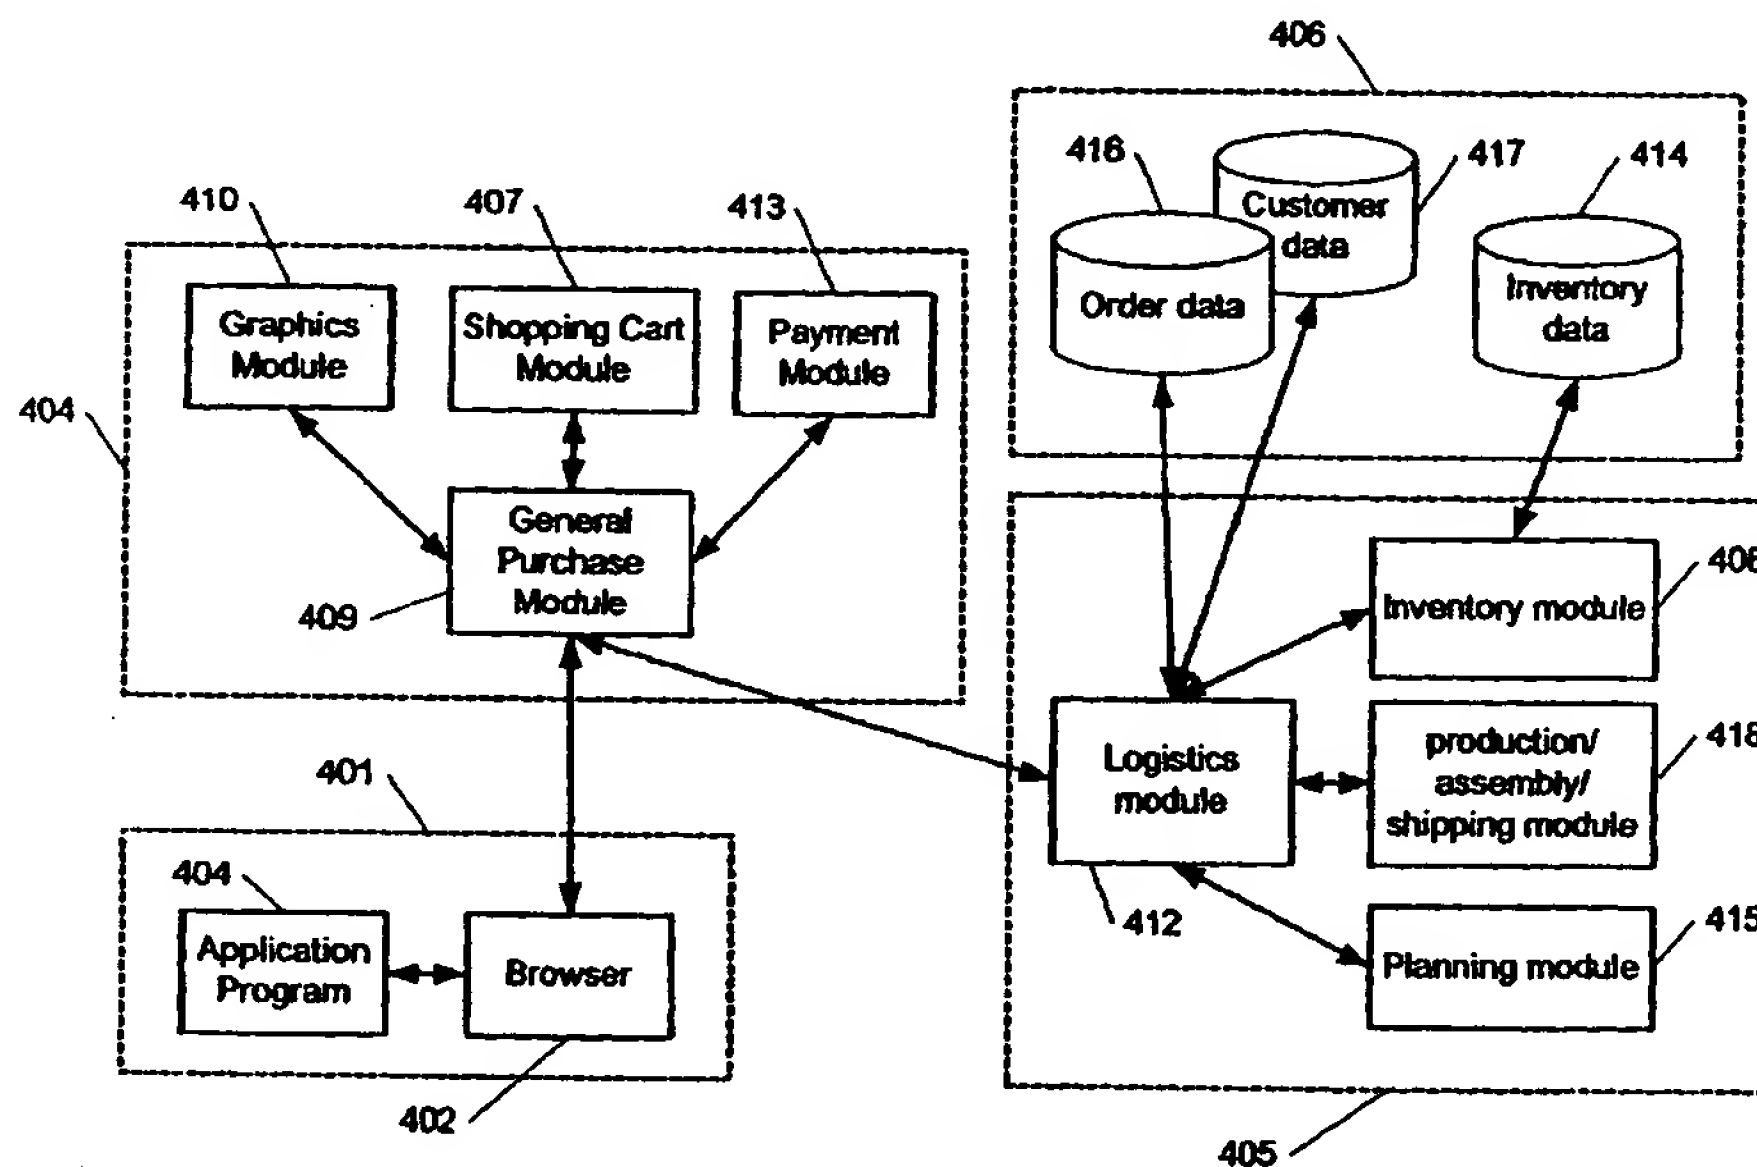 406
416
417
414
Customer
data
Order data
Inventory
data
410
407
413
Graphics
Module
Shopping Cart
Module
Payment
Module
404
General
Purchase
Module
409
Inventory module
Logistics
module
412
production/
assembly/
shipping module
418
Planning module
415
401
404
Application
Program
Browser
402
405